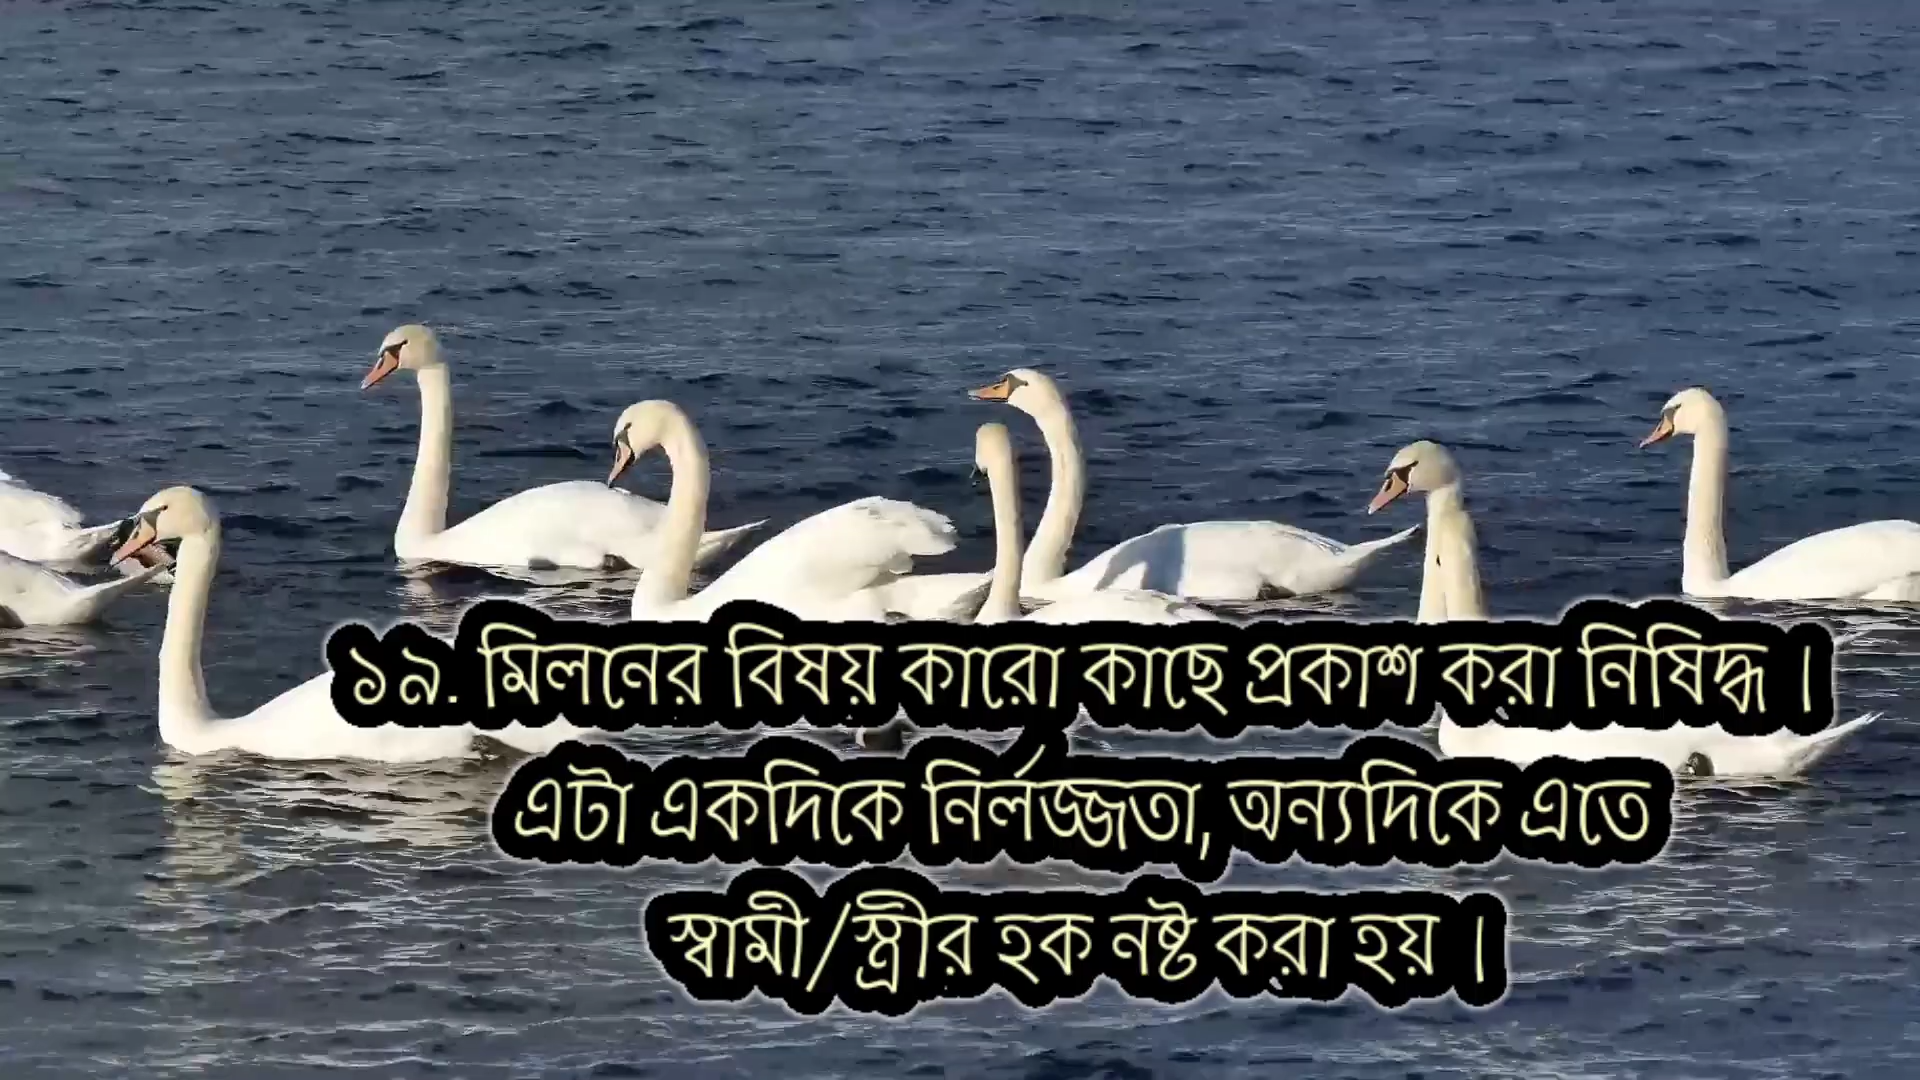 ১৯. মিলনের বিষয় কারো কাছে প্রকাশ করা নিষিদ্ধ ।
এটা একদিকে নির্লজ্জতা, অন্যদিকে এতে
স্বামী/স্ত্রীর হক নষ্ট করা হয় ।